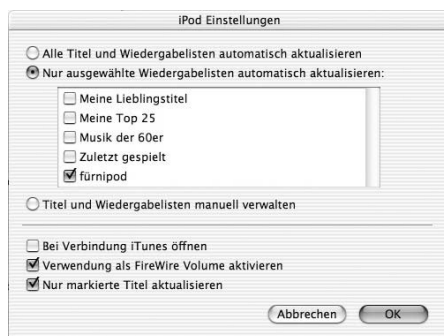 iPod Einstellungen
Alle Titel und Wiedergabelisten automatisch aktualisieren
Nur ausgewählte Wiedergabelisten automatisch aktualisieren:
Meine Lieblingstitel
Meine Top 25
Musik der 60er
Zuletzt gespielt
fürnipod
Titel und Wiedergabelisten manuell verwalten
Bei Verbindung iTunes öffnen
Verwendung als FireWire Volume aktivieren
Nur markierte Titel aktualisieren
Abbrechen OK